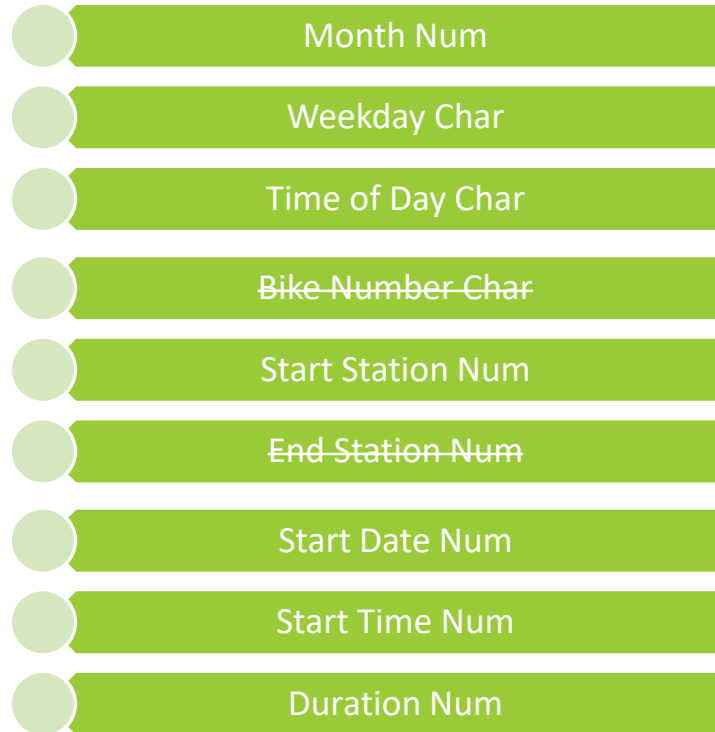 Month Num
Weekday Char
Time of Day Char
Bike Number Char
Start Station Num
End Station Num
Start Date Num
Start Time Num
Duration Num